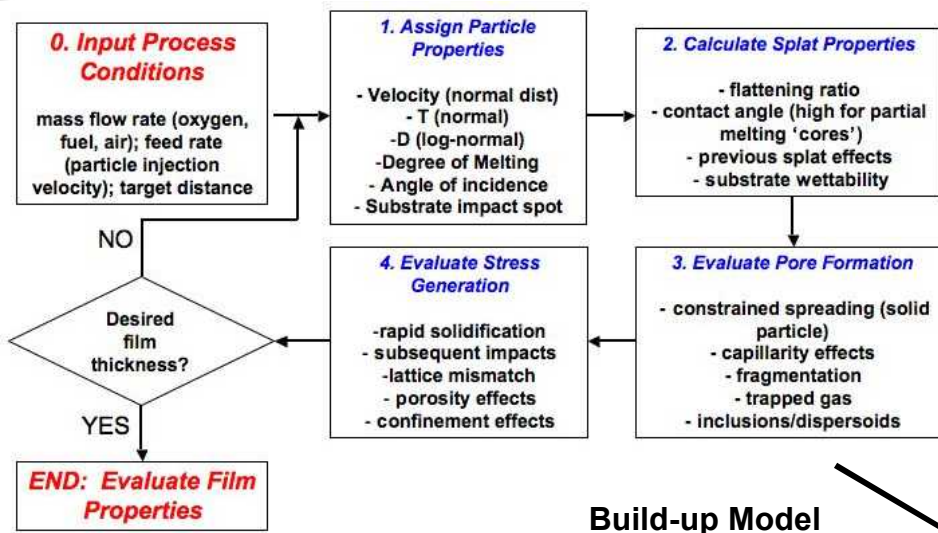 0. Input Process
Conditions
mass flow rate (oxygen,
fuel, air); feed rate
(particle injection
velocity); target distance
1. Assign Particle
Properties
- Velocity (normal dist)
- T (normal)
- D (log-normal)
-Degree of Melting
- Angle of incidence
- Substrate impact spot
2. Calculate Splat Properties
- flattening ratio
- contact angle (high for partial
melting ‘cores’)
- previous splat effects
- substrate wettability
3. Evaluate Pore Formation
- constrained spreading (solid
particle)
- capillarity effects
- fragmentation
- trapped gas
- inclusions/dispersoids
4. Evaluate Stress
Generation
-rapid solidification
- subsequent impacts
-lattice mismatch
- porosity effects
- confinement effects
NO
Desired
film
thickness?
YES
END: Evaluate Film
Properties
Build-up Model